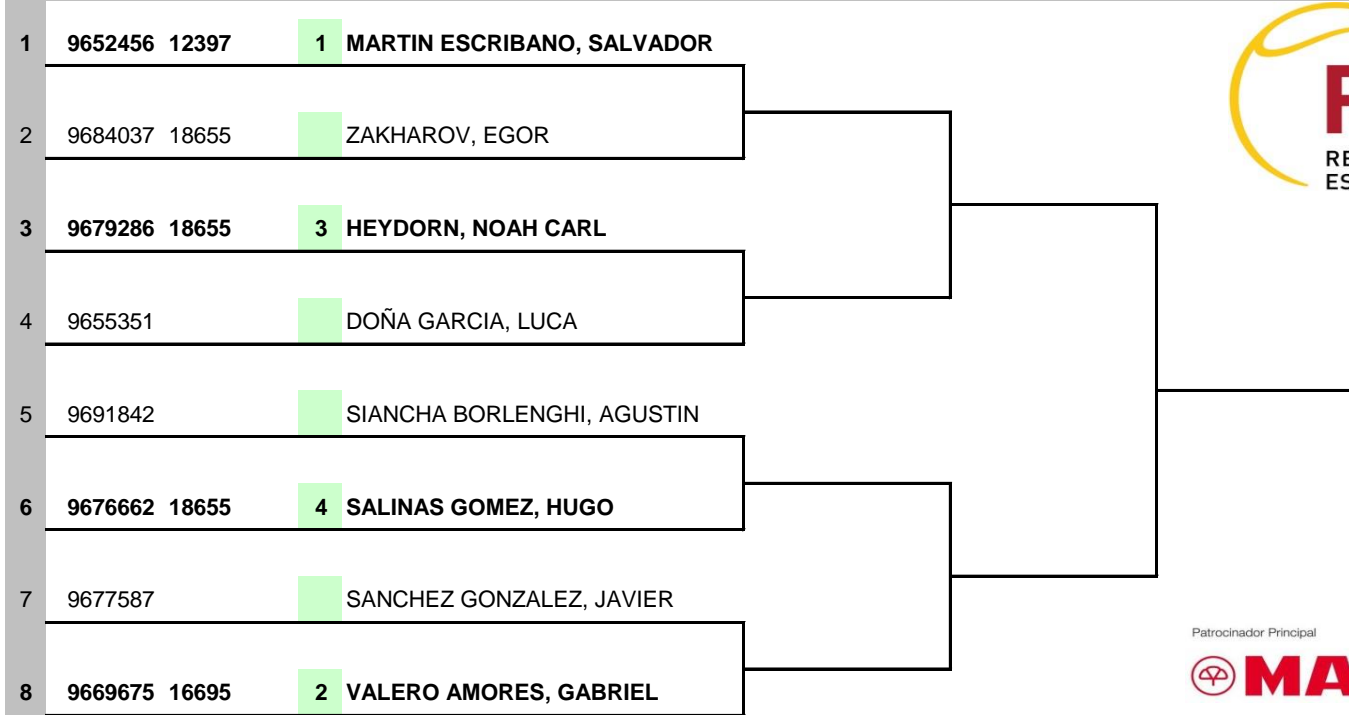 1 9652456 12397 1 MARTIN ESCRIBANO, SALVADOR
2 9684037 18655 ZAKHAROV, EGOR
3 9679286 18655 3 HEYDORN, NOAH CARL
4 9655351 DOÑA GARCIA, LUCA
5 9691842 SIANCHA BORLENGHI, AGUSTIN
6 9676662 18655 4 SALINAS GOMEZ, HUGO
7 9677587 SANCHEZ GONZALEZ, JAVIER
Patrocinador Principal
8 9669675 16695 2 VALERO AMORES, GABRIEL